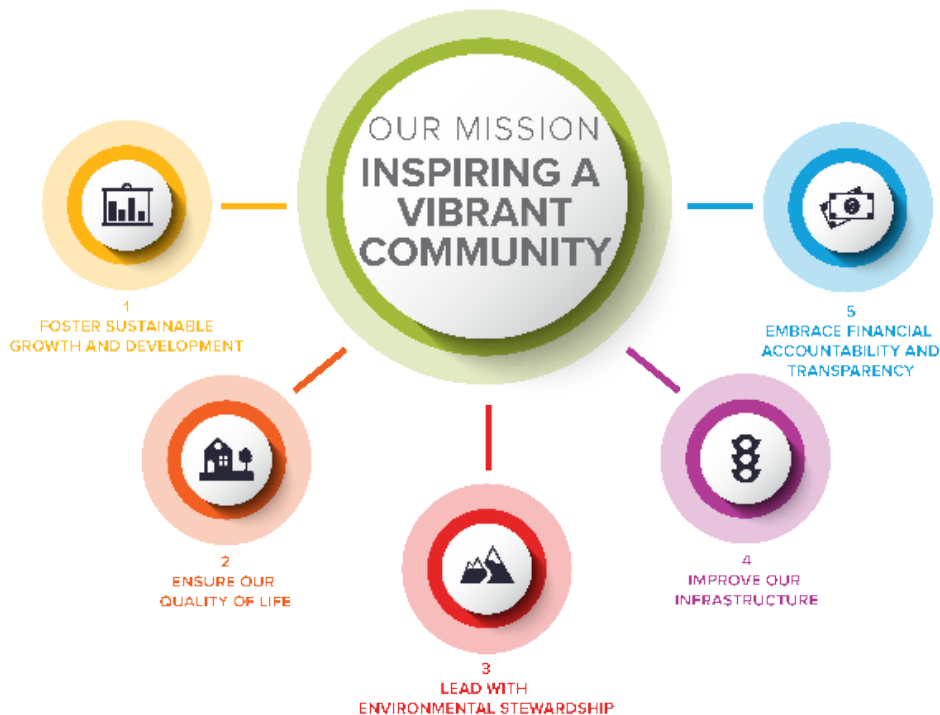 OUR MISSION
INSPIRING A
VIBRANT
COMMUNITY
1
FOSTER SUSTAINABLE
GROWTH AND DEVELOPMENT
2
ENSURE OUR
QUALITY OF LIFE
3
LEAD WITH
ENVIRONMENTAL STEWARDSHIP
4
IMPROVE OUR
INFRASTRUCTURE
5
EMBRACE FINANCIAL
ACCOUNTABILITY AND
TRANSPARENCY